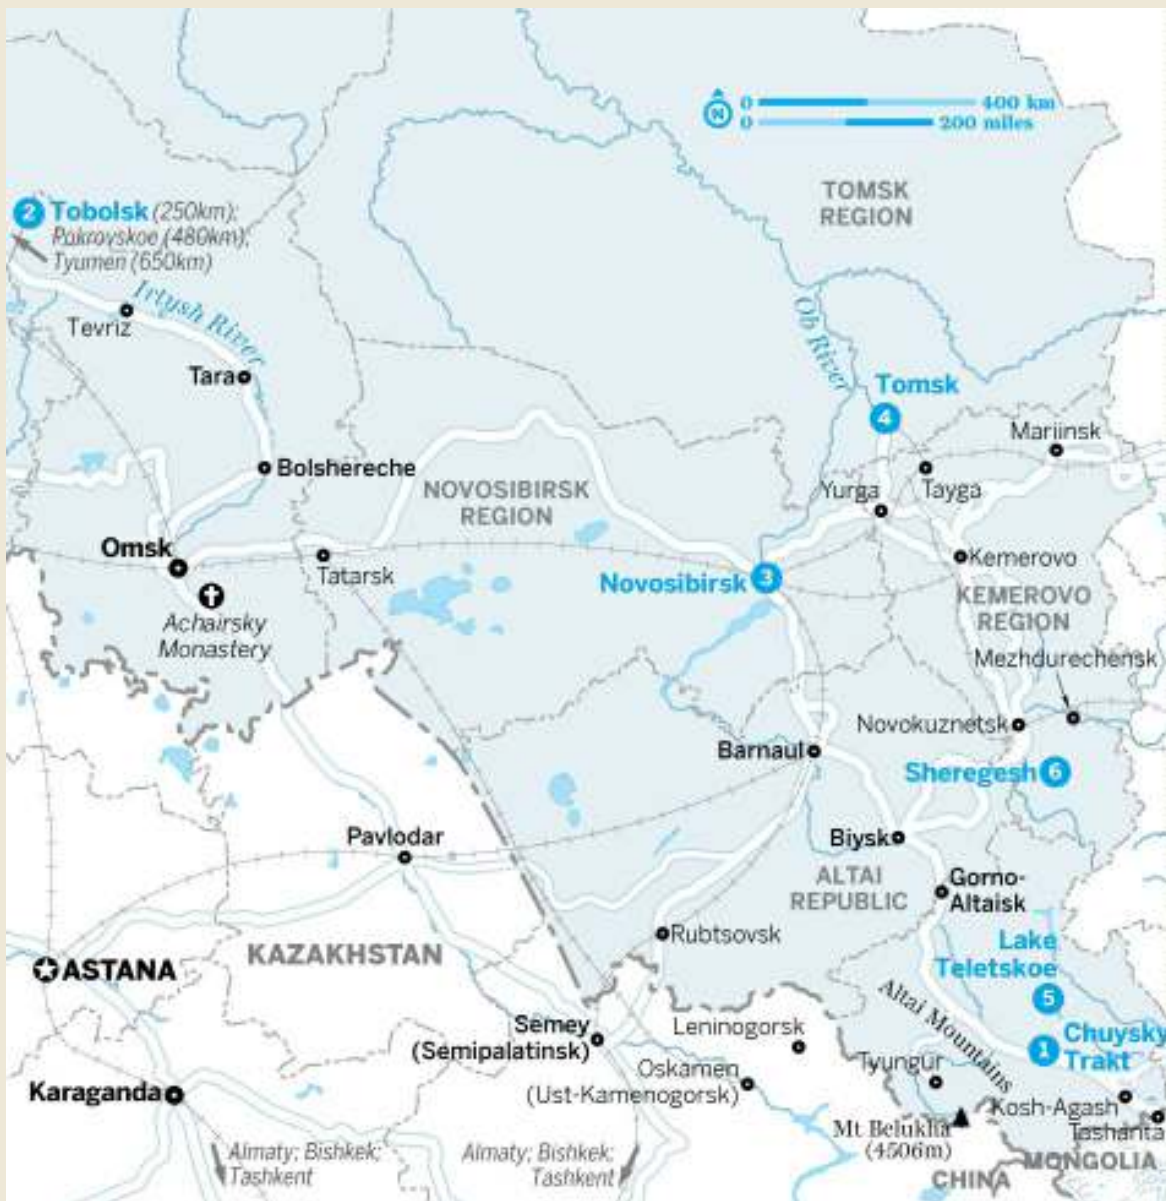 0 400 km
N
0 200 miles
TOMSK
REGION
2 Tobolsk (250km);
Pokrovskoe (480km);
Tyumen (650km)
Irtysh River
Tevriz
Ob River
Tara
Tomsk
4
Mariinsk
Bolshereche
NOVOSIBIRSK
REGION
Yurga
Tayga
Omsk
Tatarsk
Kemerovo
Novosibirsk 3
KEMEROVO
REGION
Achairsky
Monastery
Mezhdurechensk
Novokuznetsk
Barnaul
Sheregesh 6
Pavlodar
Biysk
ALTAI
REPUBLIC
Gorno-
Altaisk
Rubtsovsk
KAZAKHSTAN
Lake
Teletskoe
5
ASTANA
Altai Mountains
Semey
(Semipalatinsk)
Leninogorsk
1 Chuysky
Trakt
Oskamen
(Ust-Kamenogorsk)
Tyungur
Karaganda
Kosh-Agash
Mt Belukha
(4506m)
Tashanta
Almaty; Bishkek;
Tashkent
Almaty; Bishkek;
Tashkent
MONGOLIA
CHINA